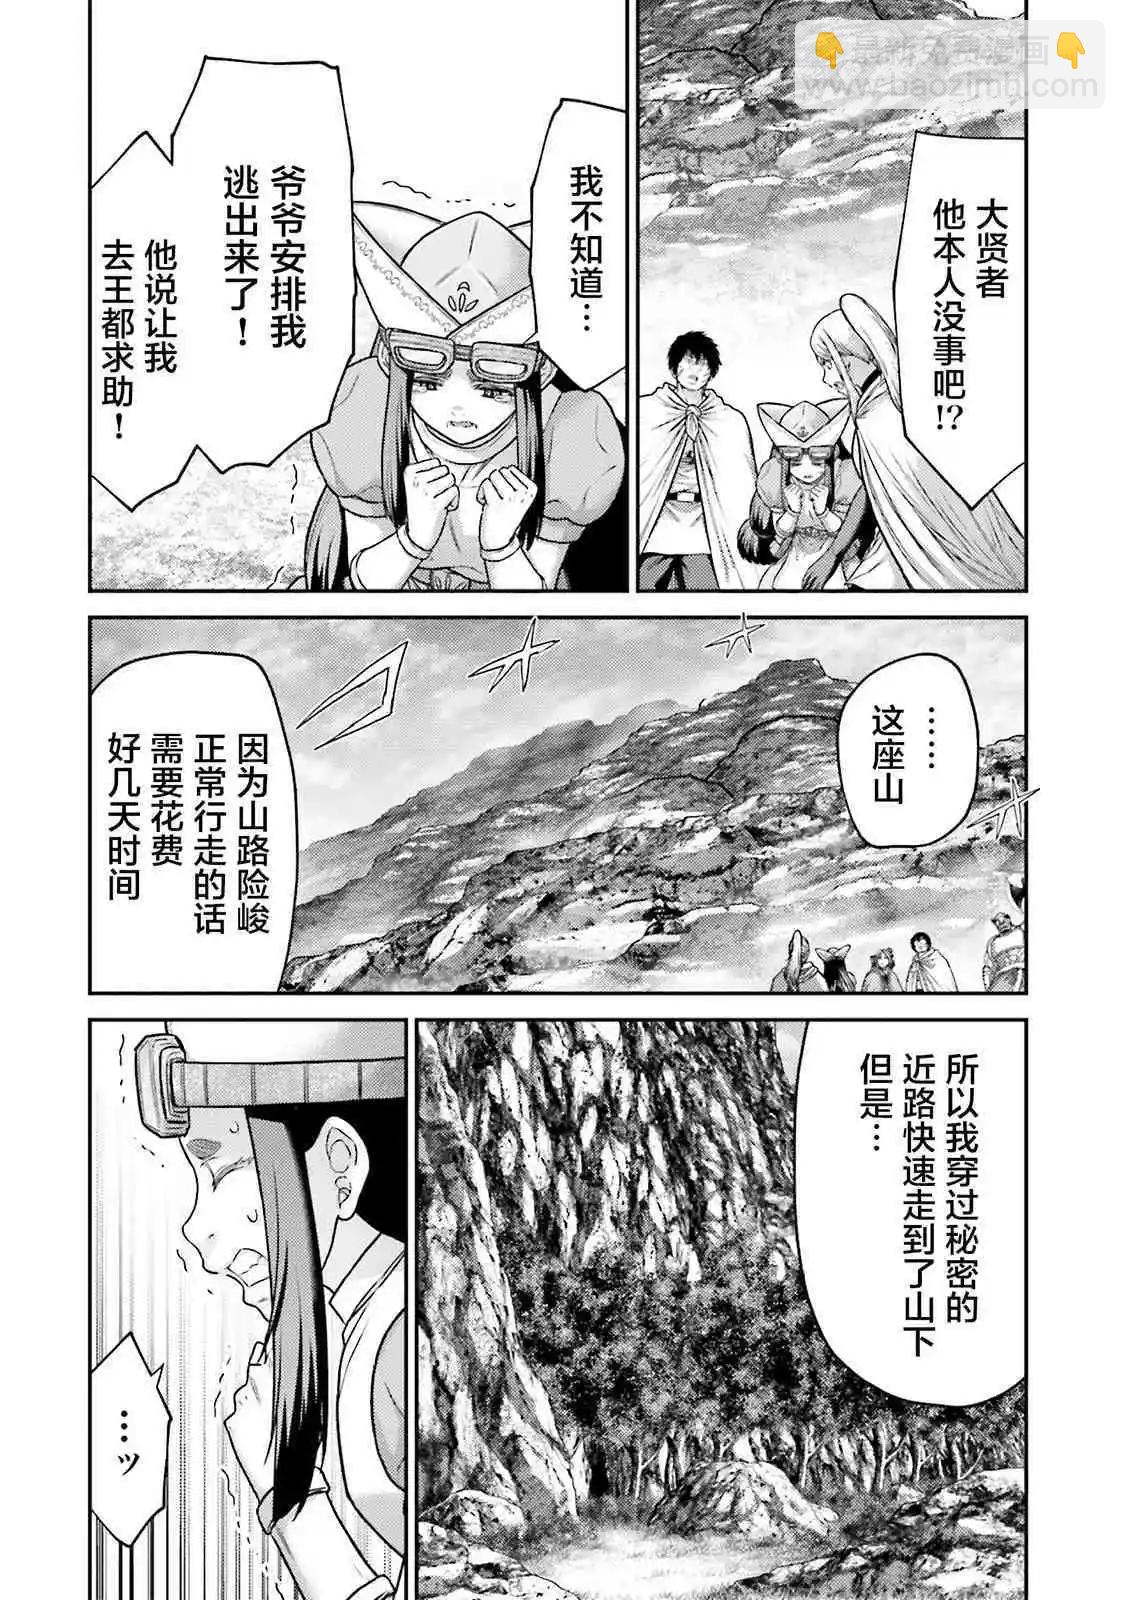 最新免费漫画
www.baozimh.com
大贤者
他本人没事吧!?
我不知道…
爷爷安排我
逃出来了！
他说让我
去王都求助！
……
这座山
因为山路险峻
正常行走的话
需要花费
好几天时间
所以我穿过秘密的
近路快速走到了山下
但是…
…ッ